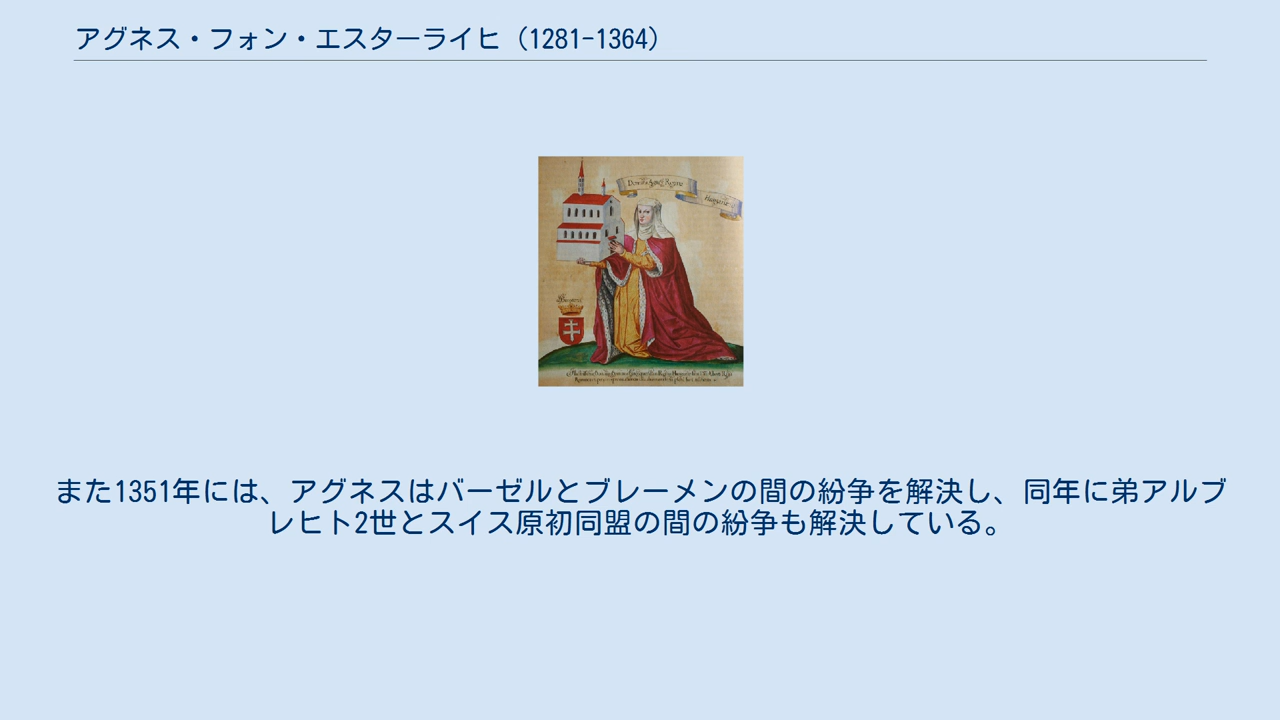 アグネス・フォン・エスターライヒ（1281-1364）
また1351年には、アグネスはバーゼルとブレーメンの間の紛争を解決し、同年に弟アルブ
レヒト2世とスイス原初同盟の間の紛争も解決している。